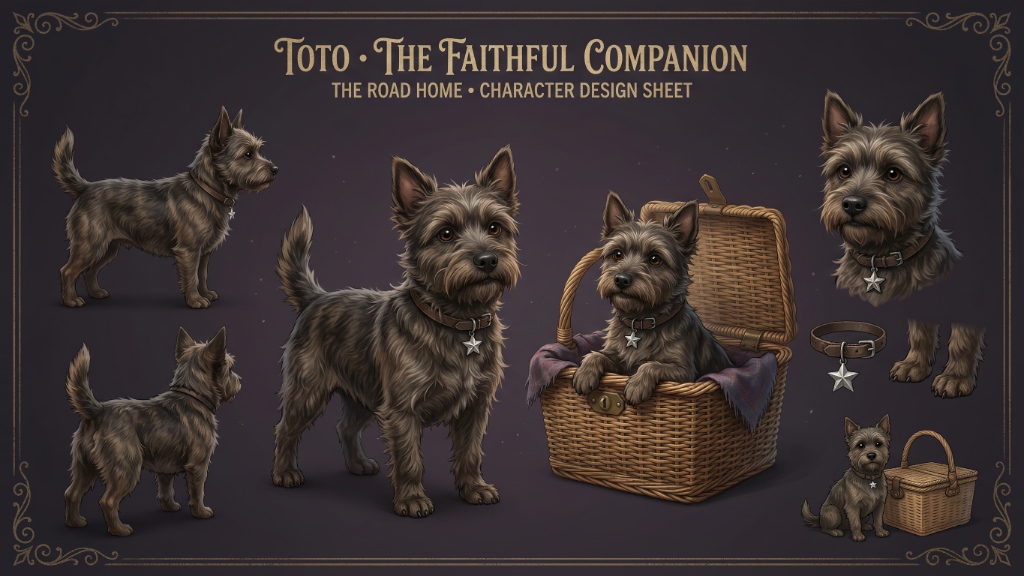 Toto • The Faithful Companion
THE ROAD HOME • CHARACTER DESIGN SHEET